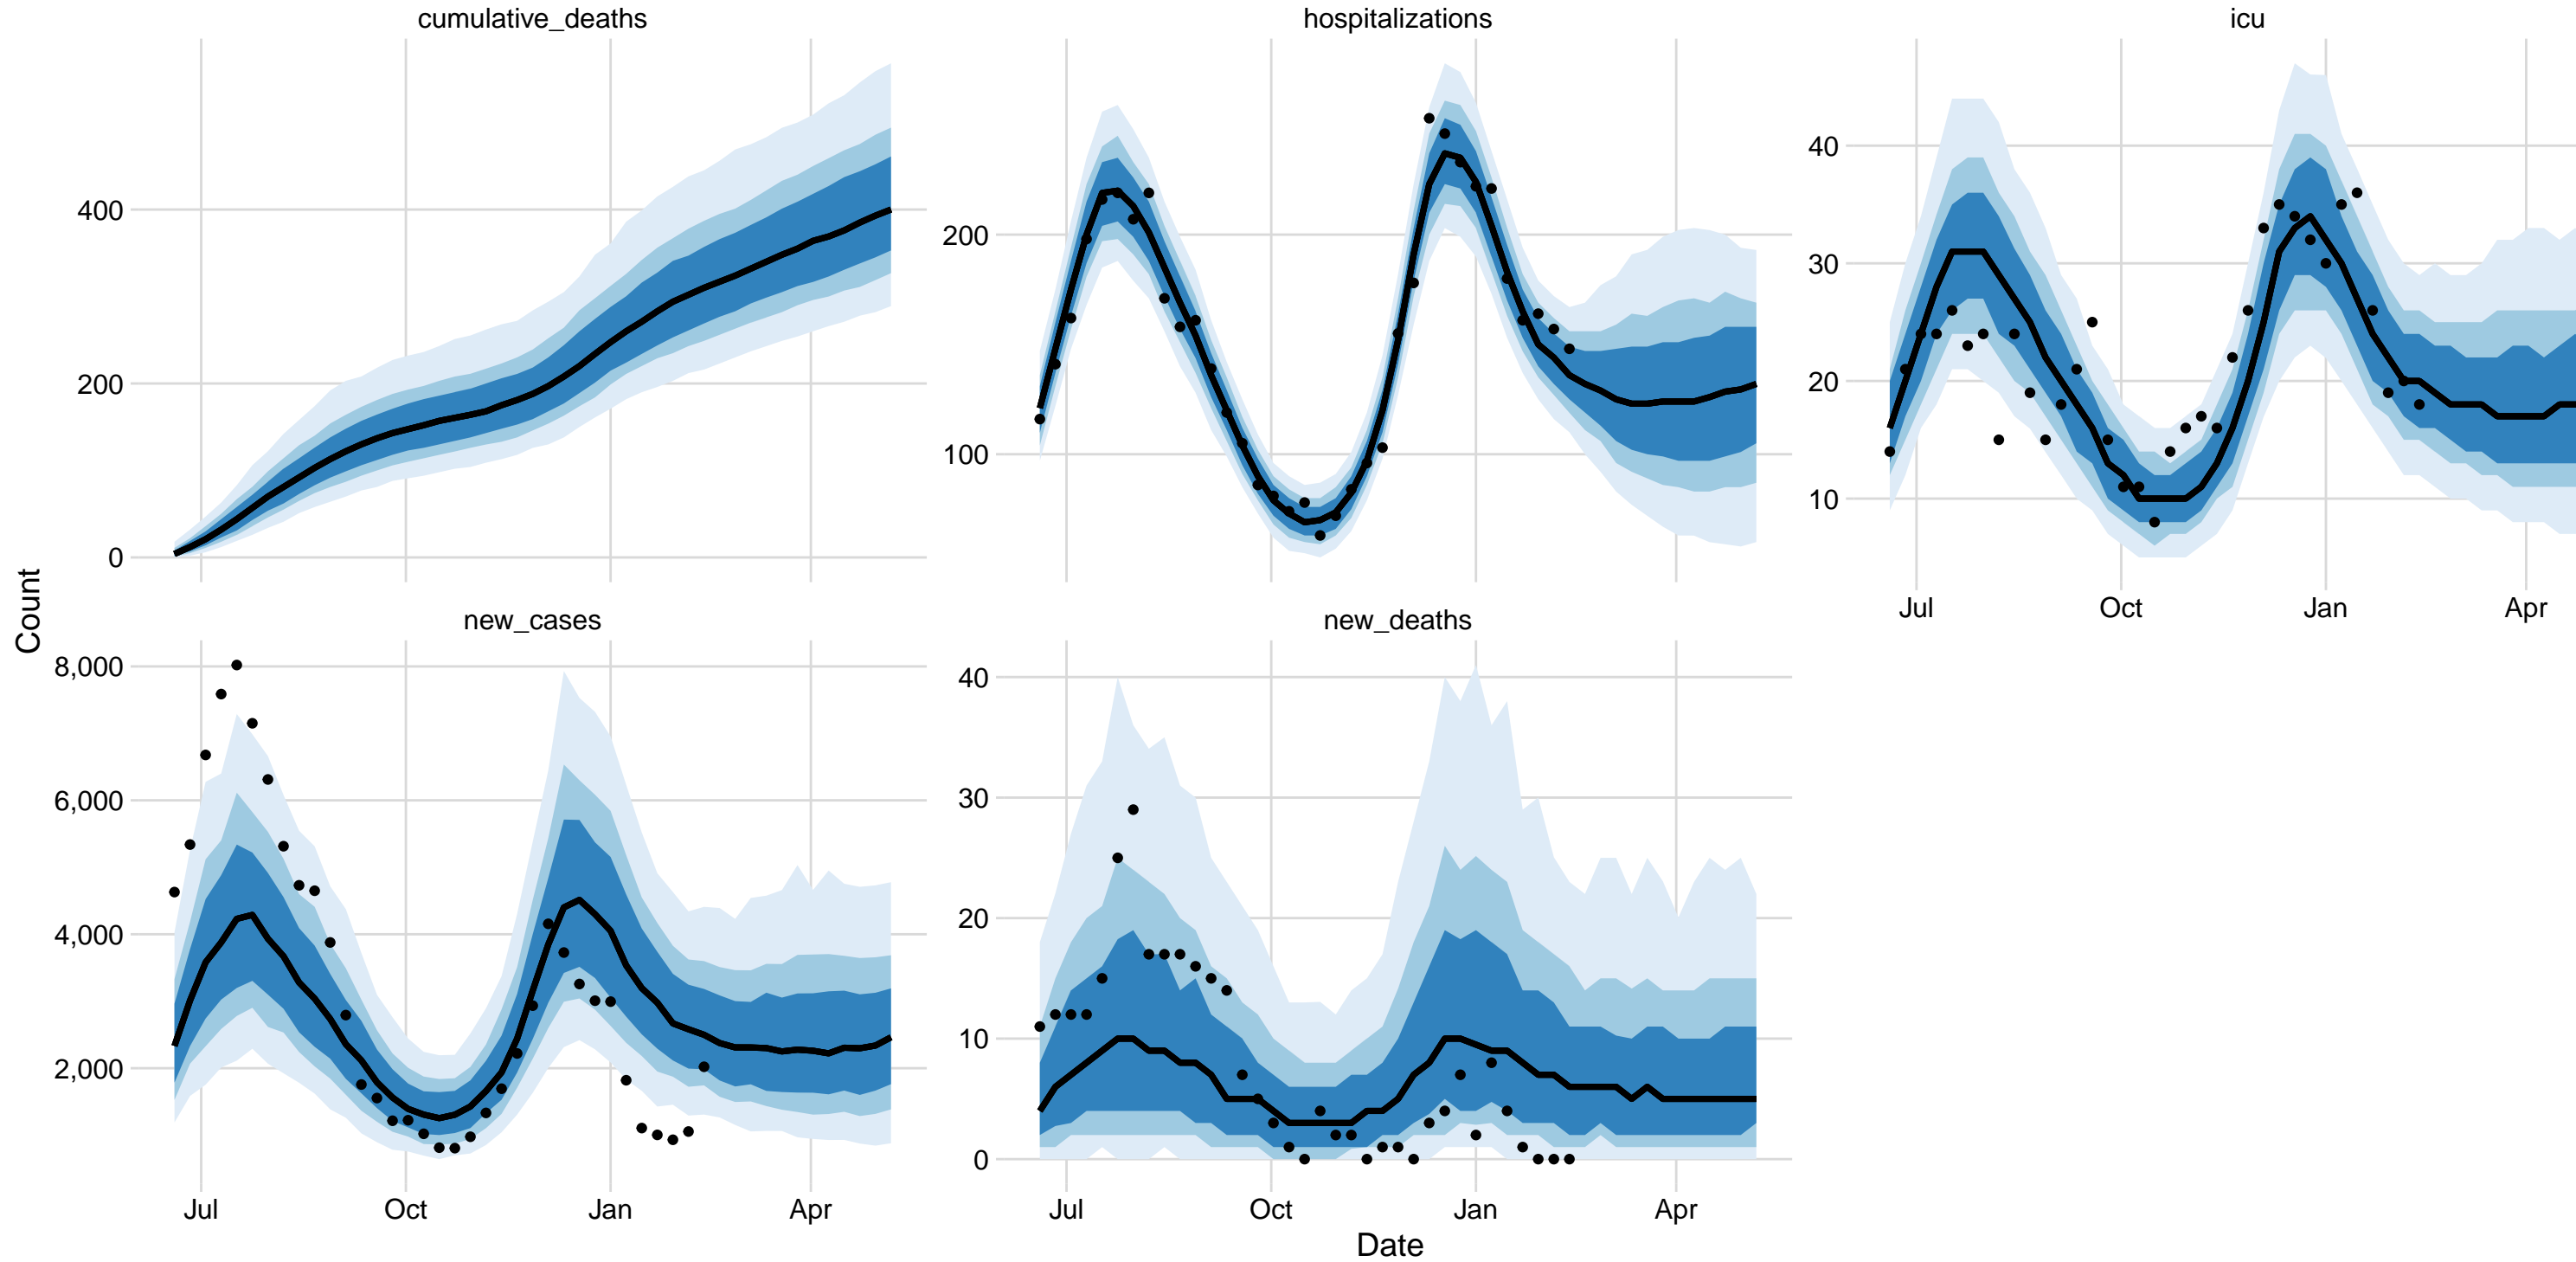 cumulative_deaths
hospitalizations
icu
400
200
0
200
100
40
30
20
10
Jul
Oct
Jan
Apr
Count
new_cases
new_deaths
8,000
6,000
4,000
2,000
40
30
20
10
0
Jul
Oct
Jan
Apr
Jul
Oct
Jan
Apr
Date